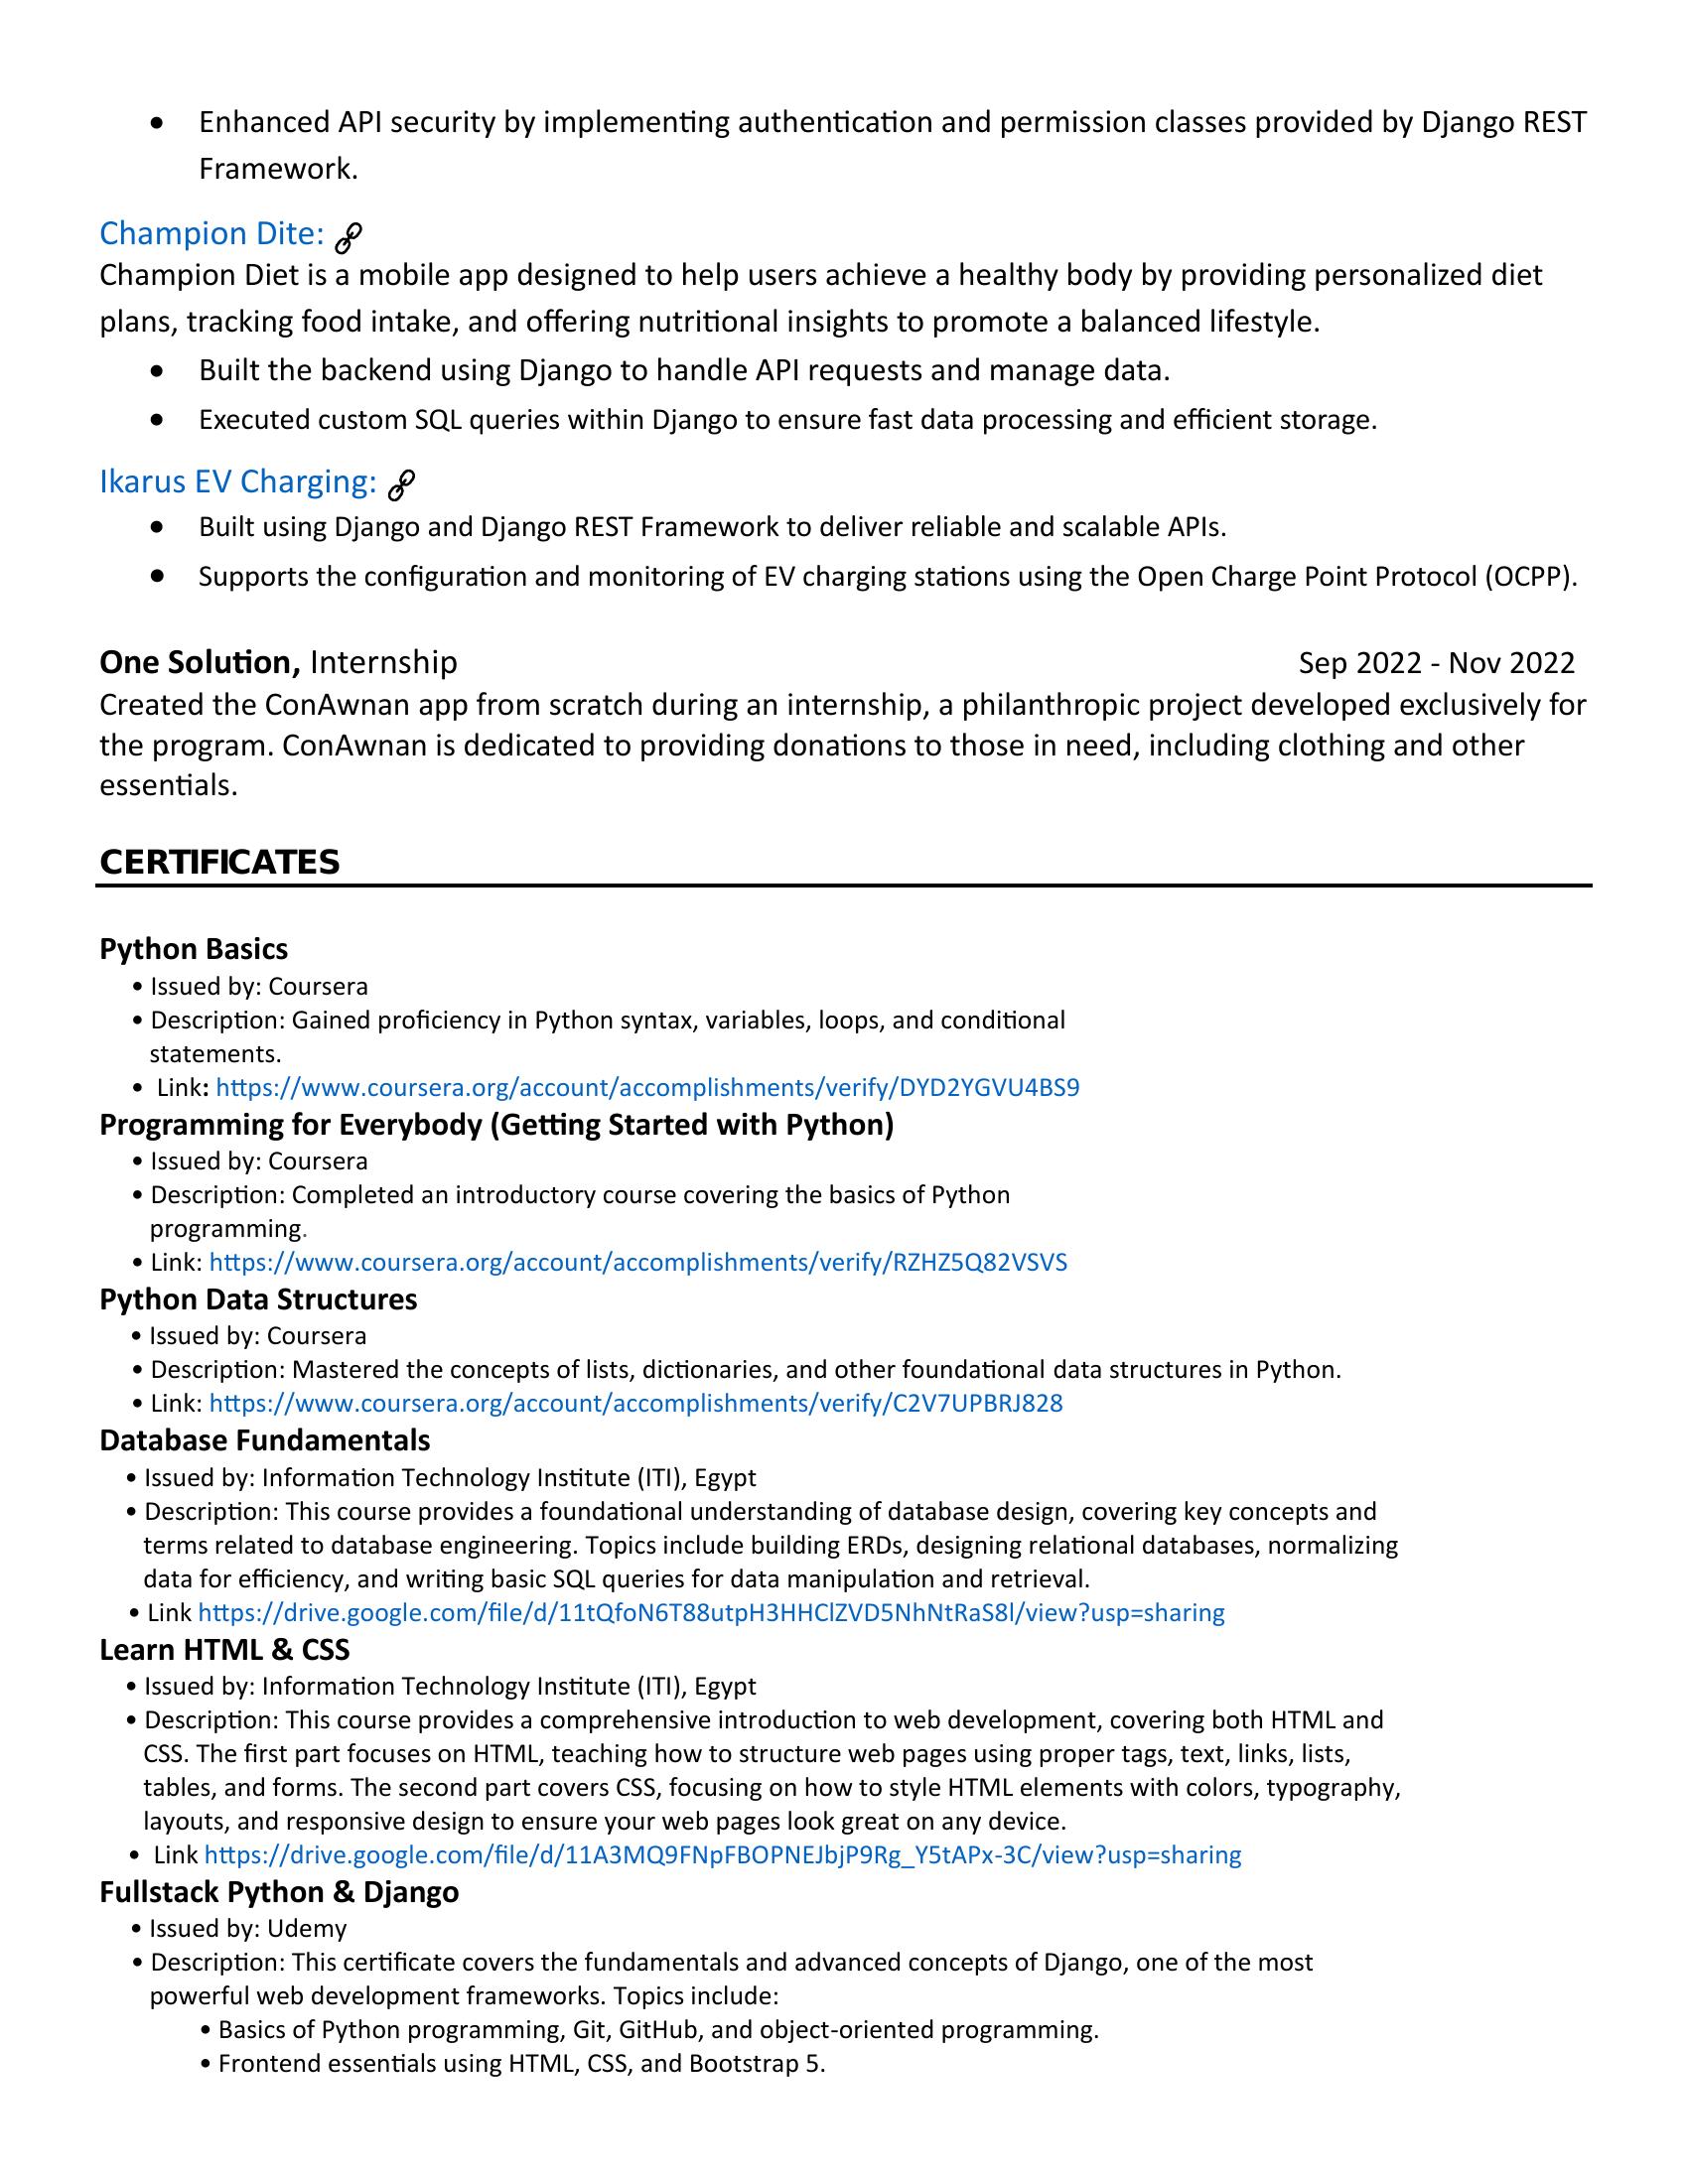 • Enhanced API security by implementing authentication and permission classes provided by Django REST
Framework.
Champion Dite:
Champion Diet is a mobile app designed to help users achieve a healthy body by providing personalized diet
plans, tracking food intake, and offering nutritional insights to promote a balanced lifestyle.
• Built the backend using Django to handle API requests and manage data.
• Executed custom SQL queries within Django to ensure fast data processing and efficient storage.
Ikarus EV Charging:
• Built using Django and Django REST Framework to deliver reliable and scalable APIs.
• Supports the configuration and monitoring of EV charging stations using the Open Charge Point Protocol (OCPP).
One Solution, Internship Sep 2022 - Nov 2022
Created the ConAwnan app from scratch during an internship, a philanthropic project developed exclusively for
the program. ConAwnan is dedicated to providing donations to those in need, including clothing and other
essentials.
CERTIFICATES
Python Basics
• Issued by: Coursera
• Description: Gained proficiency in Python syntax, variables, loops, and conditional
statements.
• Link: https://www.coursera.org/account/accomplishments/verify/DYD2YGVU4BS9
Programming for Everybody (Getting Started with Python)
• Issued by: Coursera
• Description: Completed an introductory course covering the basics of Python
programming.
• Link: https://www.coursera.org/account/accomplishments/verify/RZHZ5Q82VSVS
Python Data Structures
• Issued by: Coursera
• Description: Mastered the concepts of lists, dictionaries, and other foundational data structures in Python.
• Link: https://www.coursera.org/account/accomplishments/verify/C2V7UPBRJ828
Database Fundamentals
• Issued by: Information Technology Institute (ITI), Egypt
• Description: This course provides a foundational understanding of database design, covering key concepts and
terms related to database engineering. Topics include building ERDs, designing relational databases, normalizing
data for efficiency, and writing basic SQL queries for data manipulation and retrieval.
• Link https://drive.google.com/file/d/11tQfoN6T88utpH3HHClZVD5NhNtRaS8l/view?usp=sharing
Learn HTML & CSS
• Issued by: Information Technology Institute (ITI), Egypt
• Description: This course provides a comprehensive introduction to web development, covering both HTML and
CSS. The first part focuses on HTML, teaching how to structure web pages using proper tags, text, links, lists,
tables, and forms. The second part covers CSS, focusing on how to style HTML elements with colors, typography,
layouts, and responsive design to ensure your web pages look great on any device.
• Link https://drive.google.com/file/d/11A3MQ9FNpFBOPNEJbjP9Rg_Y5tAPx-3C/view?usp=sharing
Fullstack Python & Django
• Issued by: Udemy
• Description: This certificate covers the fundamentals and advanced concepts of Django, one of the most
powerful web development frameworks. Topics include:
• Basics of Python programming, Git, GitHub, and object-oriented programming.
• Frontend essentials using HTML, CSS, and Bootstrap 5.